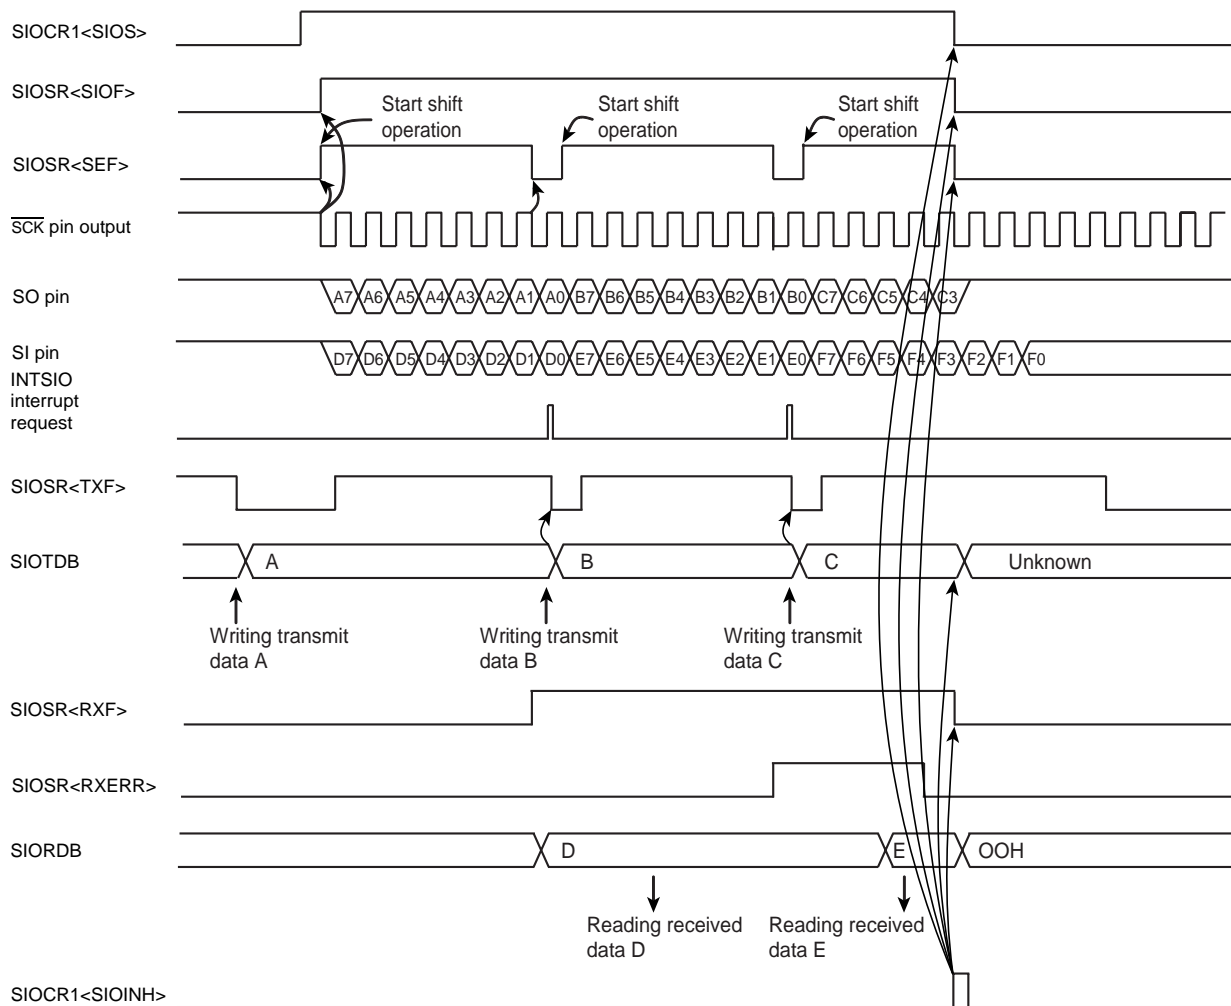 SIOCR1<SIOS>
SIOSR<SIOF>
Start shift
operation
Start shift
operation
Start shift
operation
SIOSR<SEF>
SCK pin output
SO pin
A7 A6 A5 A4 A3 A2 A1 A0 B7 B6 B5 B4 B3 B2 B1 B0 C7 C6 C5 C4 C3
SI pin
D7 D6 D5 D4 D3 D2 D1 D0 E7 E6 E5 E4 E3 E2 E1 E0 F7 F6 F5 F4 F3 F2 F1 F0
INTSIO
interrupt
request
SIOSR<TXF>
SIOTDB
A B C Unknown
Writing transmit
data A
Writing transmit
data B
Writing transmit
data C
SIOSR<RXF>
SIOSR<RXERR>
SIORDB
D E OOH
Reading received
data D
Reading received
data E
SIOCR1<SIOINH>